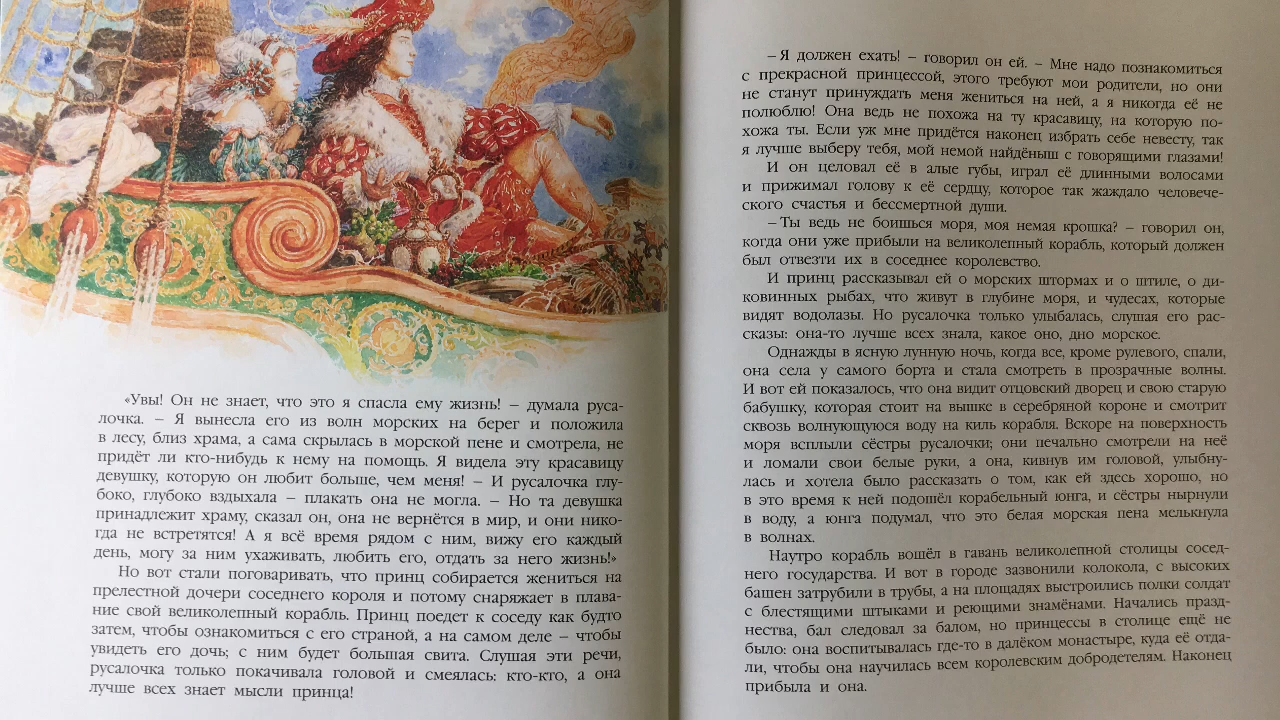 «Увы! Он не знает, что это я спасла ему жизнь! – думала руса-
лочка. – Я вынесла его из волн морских на берег и положила
в лесу, близ храма, а сама скрылась в морской пене и смотрела, не
придёт ли кто-нибудь к нему на помощь. Я видела эту красавицу
девушку, которую он любит больше, чем меня! – И русалочка глу-
боко, глубоко вздыхала – плакать она не могла. – Но та девушка
принадлежит храму, сказал он, она не вернётся в мир, и они нико-
гда не встретятся! А я всё время рядом с ним, вижу его каждый
день, могу за ним ухаживать, любить его, отдать за него жизнь!»
Но вот стали поговаривать, что принц собирается жениться на
прелестной дочери соседнего короля и потому снаряжает в плава-
ние свой великолепный корабль. Принц поедет к соседу как будто
затем, чтобы ознакомиться с его страной, а на самом деле – чтобы
увидеть его дочь; с ним будет большая свита. Слушая эти речи,
русалочка только покачивала головой и смеялась: кто-кто, а она
лучше всех знает мысли принца!
– Я должен ехать! – говорил он ей. – Мне надо познакомиться
с прекрасной принцессой, этого требуют мои родители, но они
не станут принуждать меня жениться на ней, а я никогда её не
полюблю! Она ведь не похожа на ту красавицу, на которую по-
хожа ты. Если уж мне придётся наконец избрать себе невесту, так
я лучше выберу тебя, мой немой найдёныш с говорящими глазами!
И он целовал её в алые губы, играл её длинными волосами
и прижимал голову к её сердцу, которое так жаждало человече-
ского счастья и бессмертной души.
– Ты ведь не боишься моря, моя немая крошка? – говорил он,
когда они уже прибыли на великолепный корабль, который должен
был отвезти их в соседнее королевство.
И принц рассказывал ей о морских штормах и о штиле, о ди-
ковинных рыбах, что живут в глубине моря, и чудесах, которые
видят водолазы. Но русалочка только улыбалась, слушая его рас-
сказы: она-то лучше всех знала, какое оно, дно морское.
Однажды в ясную лунную ночь, когда все, кроме рулевого, спали,
она села у самого борта и стала смотреть в прозрачные волны.
И вот ей показалось, что она видит отцовский дворец и свою старую
бабушку, которая стоит на вышке в серебряной короне и смотрит
сквозь волнующуюся воду на киль корабля. Вскоре на поверхность
моря всплыли сёстры русалочки; они печально смотрели на неё
и ломали свои белые руки, а она, кивнув им головой, улыбну-
лась и хотела было рассказать о том, как ей здесь хорошо, но
в это время к ней подошёл корабельный юнга, и сёстры нырнули
в воду, а юнга подумал, что это белая морская пена мелькнула
в волнах.
Наутро корабль вошёл в гавань великолепной столицы сосед-
него государства. И вот в городе зазвонили колокола, с высоких
башен затрубили в трубы, а на площадях выстроились полки солдат
с блестящими штыками и реющими знамёнами. Начались празд-
нества, бал следовал за балом, но принцессы в столице ещё не
было: она воспитывалась где-то в далёком монастыре, куда её отда-
ли, чтобы она научилась всем королевским добродетелям. Наконец
прибыла и она.